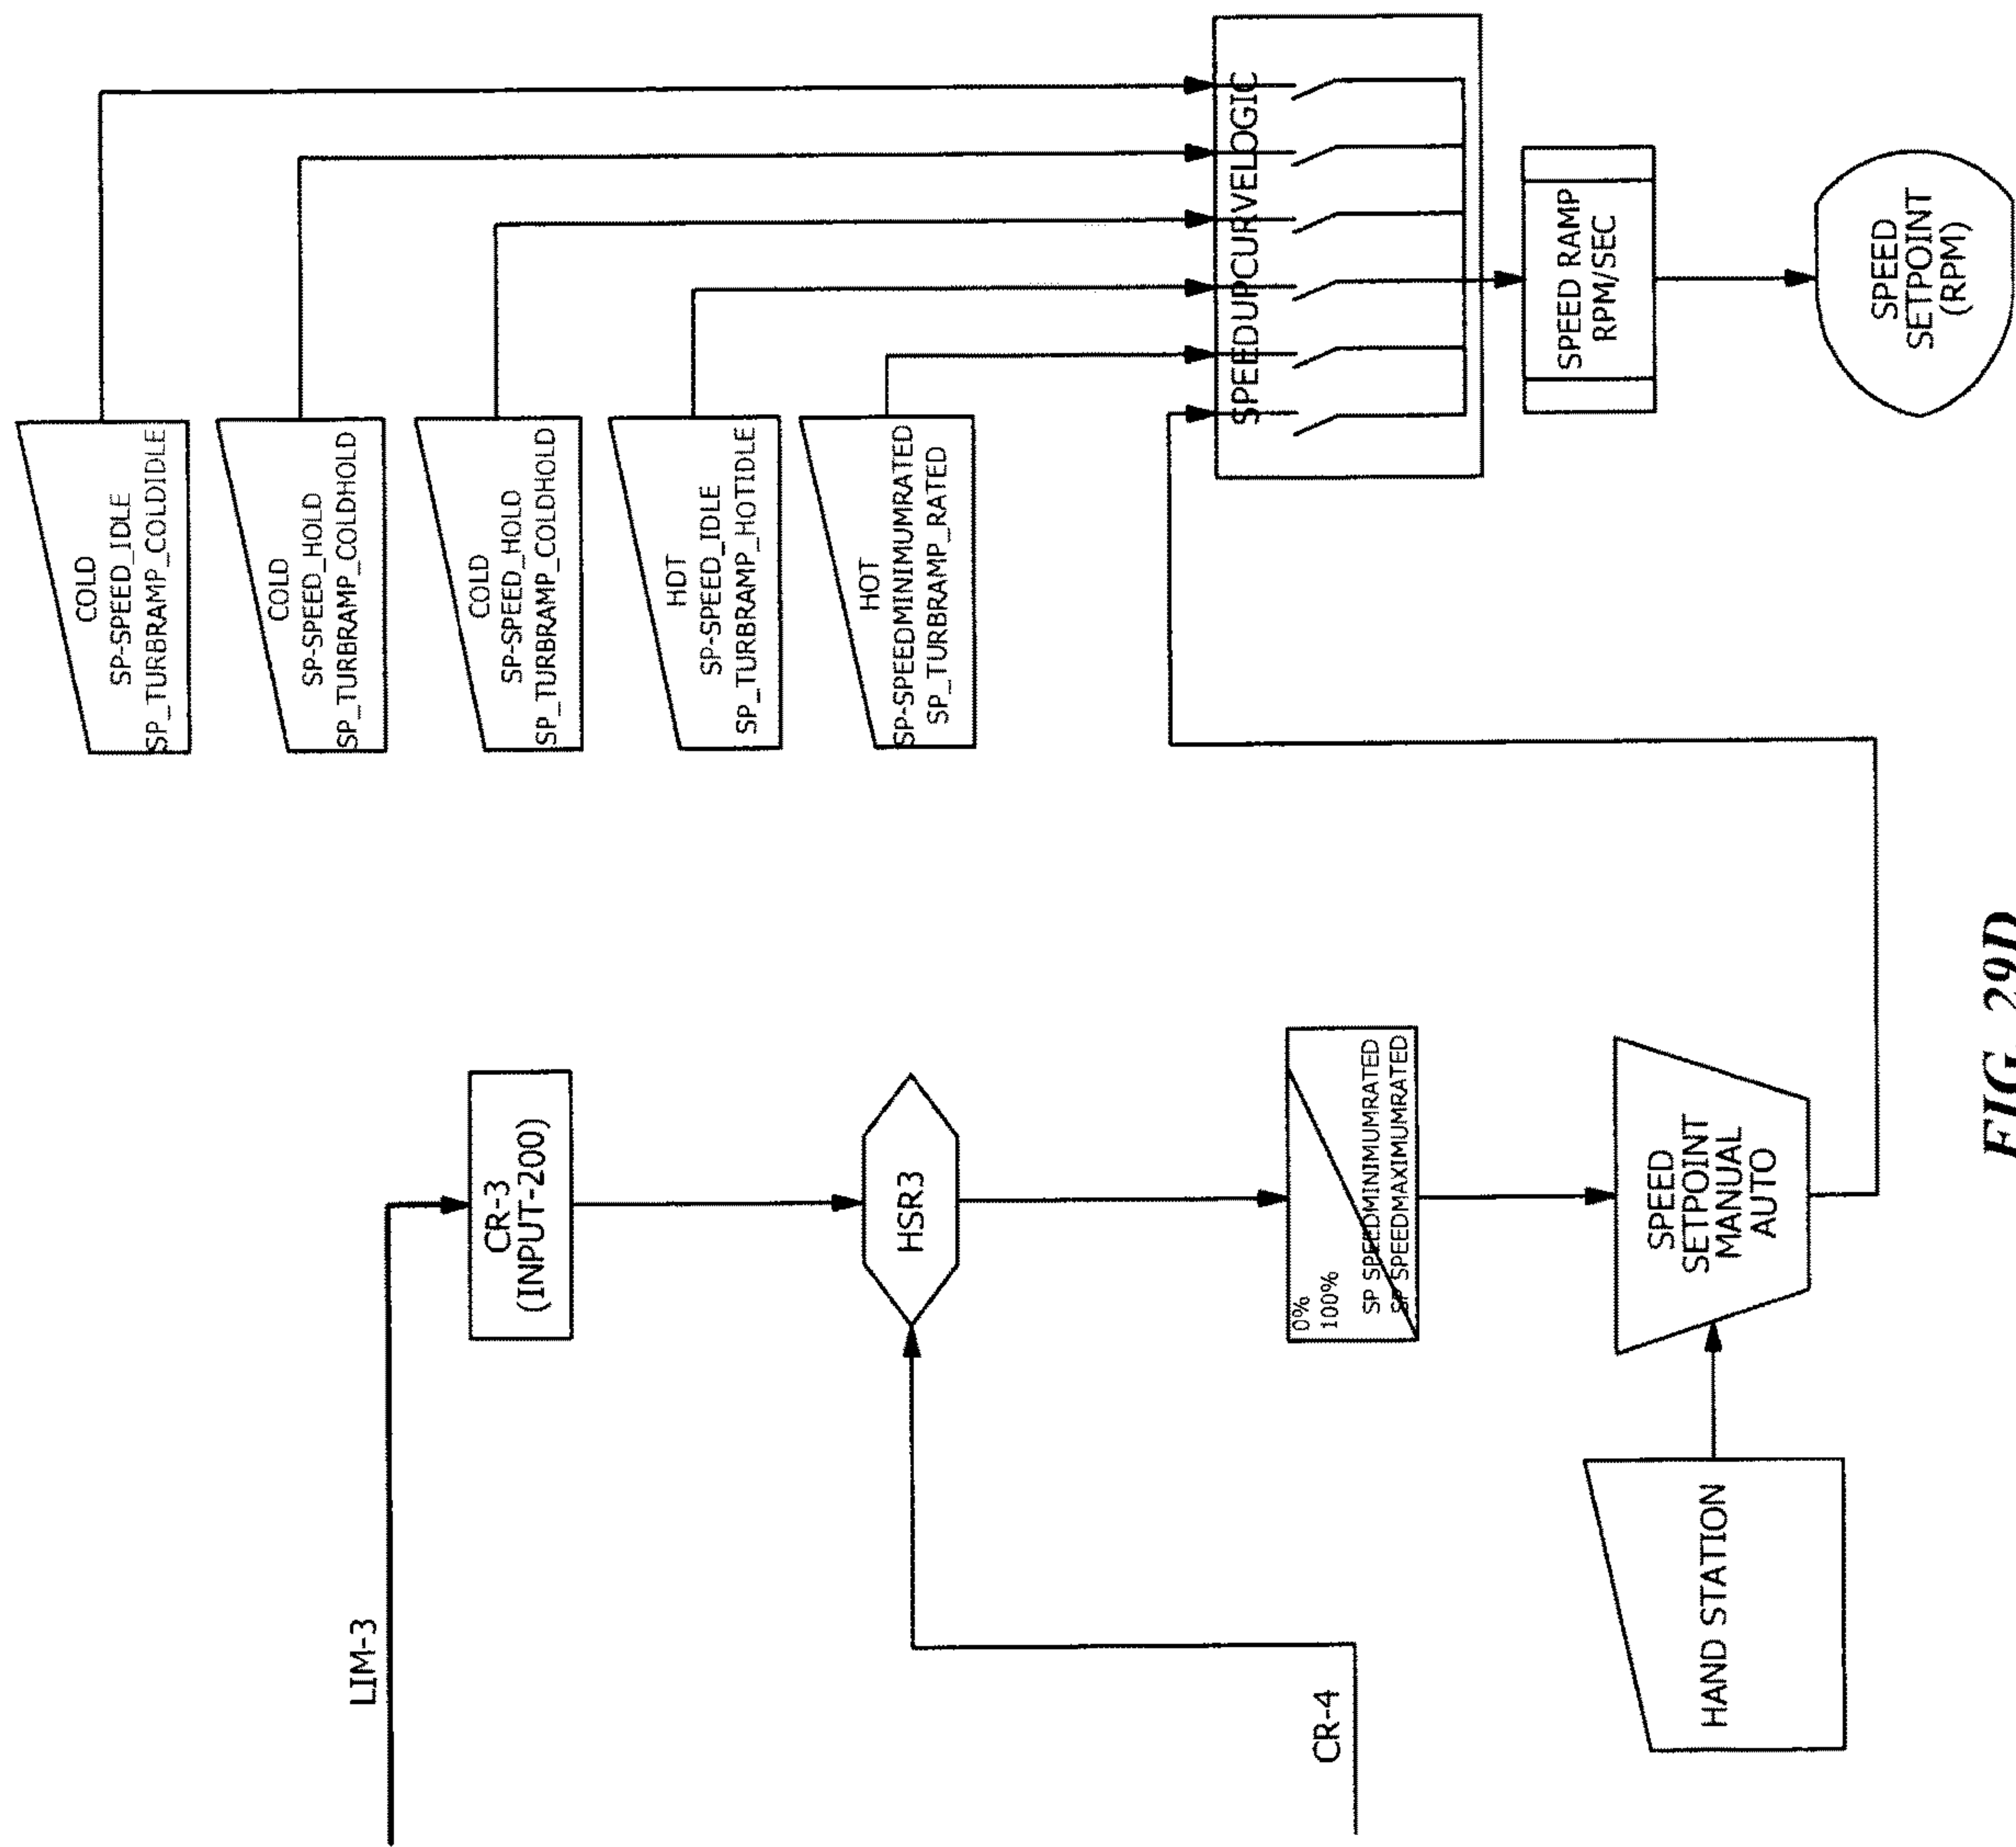 COLD
SP-SPEED_IDLE
SP_TURBRAMP_COLDIDLE
COLD
SP-SPEED_HOLD
SP_TURBRAMP_COLDHOLD
COLD
SP-SPEED_HOLD
SP_TURBRAMP_COLDHOLD
HDT
SP-SPEED_IDLE
SP_TURBRAMP_HOTIDLE
HOT
SP-SPEEDMINIMUMRATED
SP_TURBRAMP_RATED
LIM-3
CR-3
(INPUT-200)
HSR3
CR-4
0%
100%
SP SPEEDMINIMUMRATED
SP SPEEDMAXIMUMRATED
SPEED
SETPOINT
MANUAL
AUTO
HAND STATION
SPEEDUPCURVELOGIC
SPEED RAMP
RPM/SEC
SPEED
SETPOINT
(RPM)
FIG. 29D